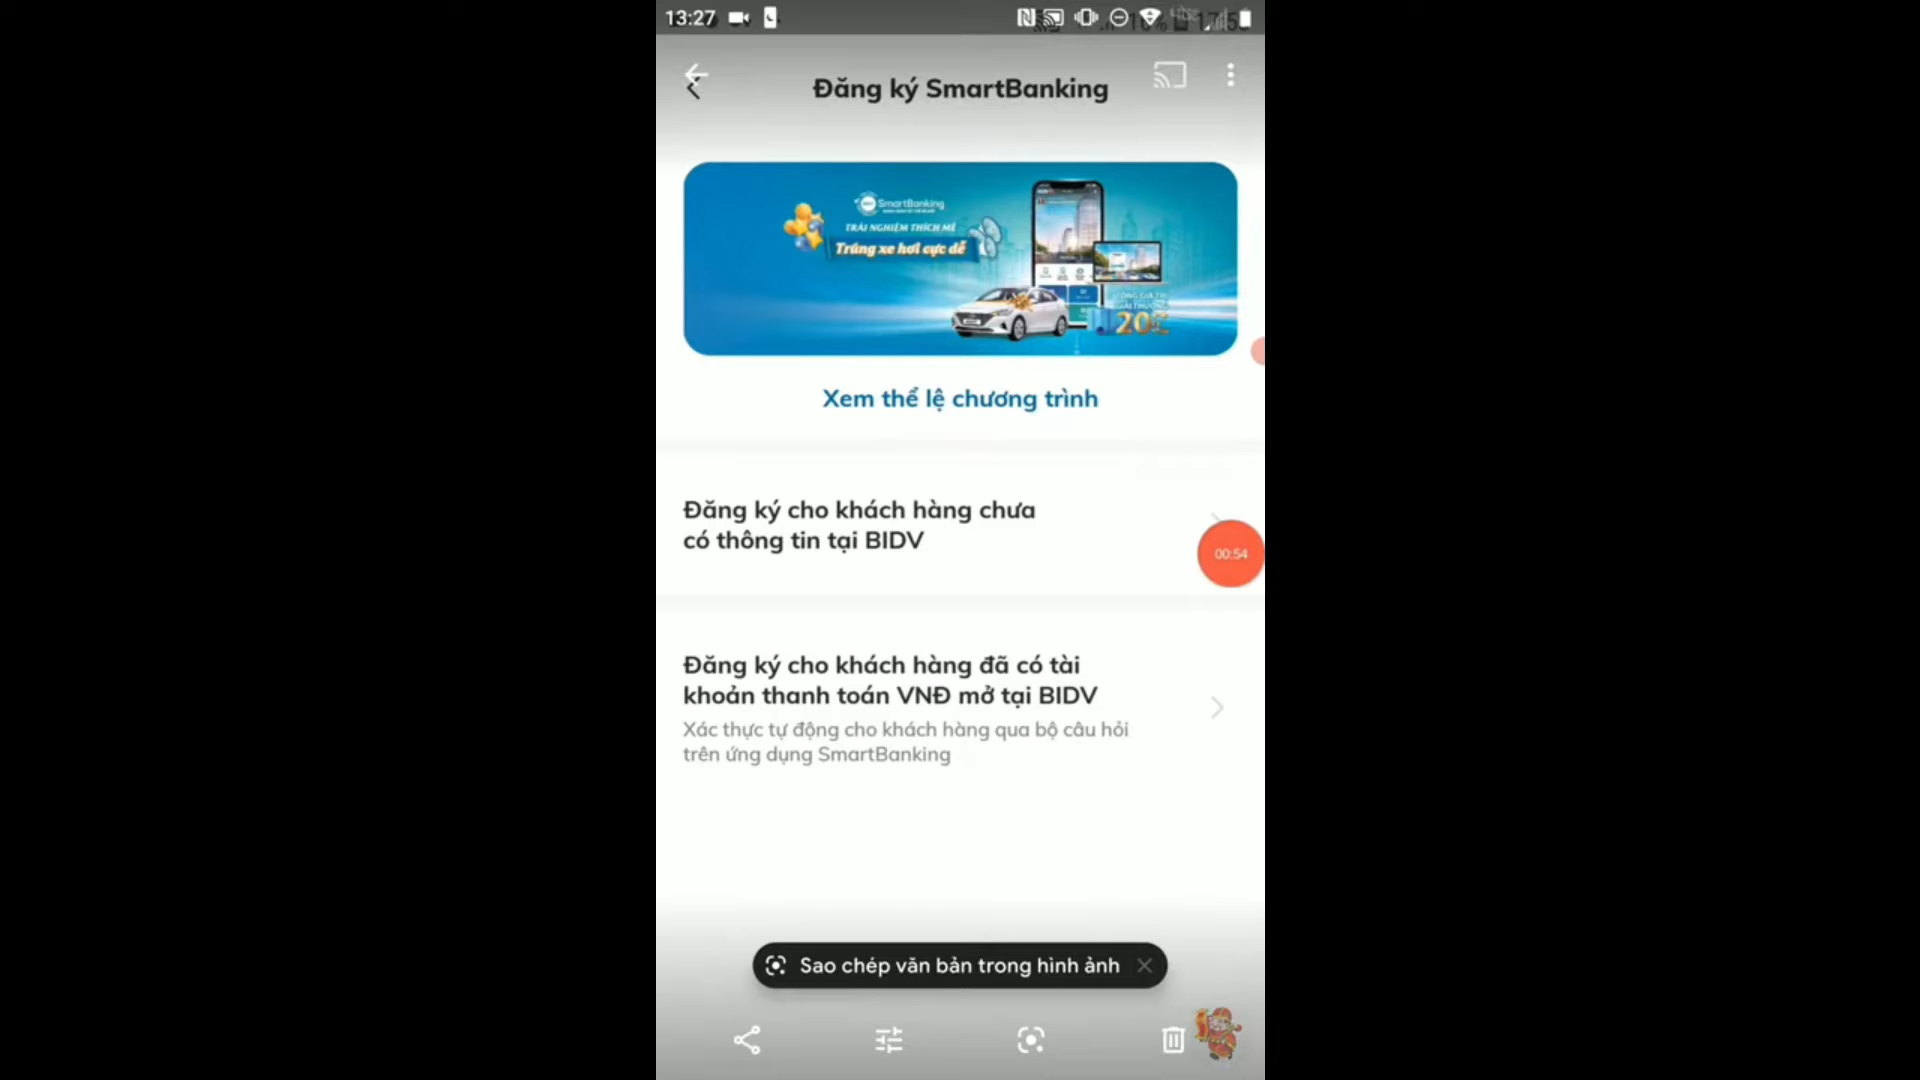 13:27
Đăng ký SmartBanking
SmartBanking
TRẢI NGHIỆM THÍCH MÊ
Trúng xe hơi cực dễ
Xem thể lệ chương trình
Đăng ký cho khách hàng chưa
có thông tin tại BIDV
00:54
Đăng ký cho khách hàng đã có tài
khoản thanh toán VNĐ mở tại BIDV
Xác thực tự động cho khách hàng qua bộ câu hỏi
trên ứng dụng SmartBanking
Sao chép văn bản trong hình ảnh